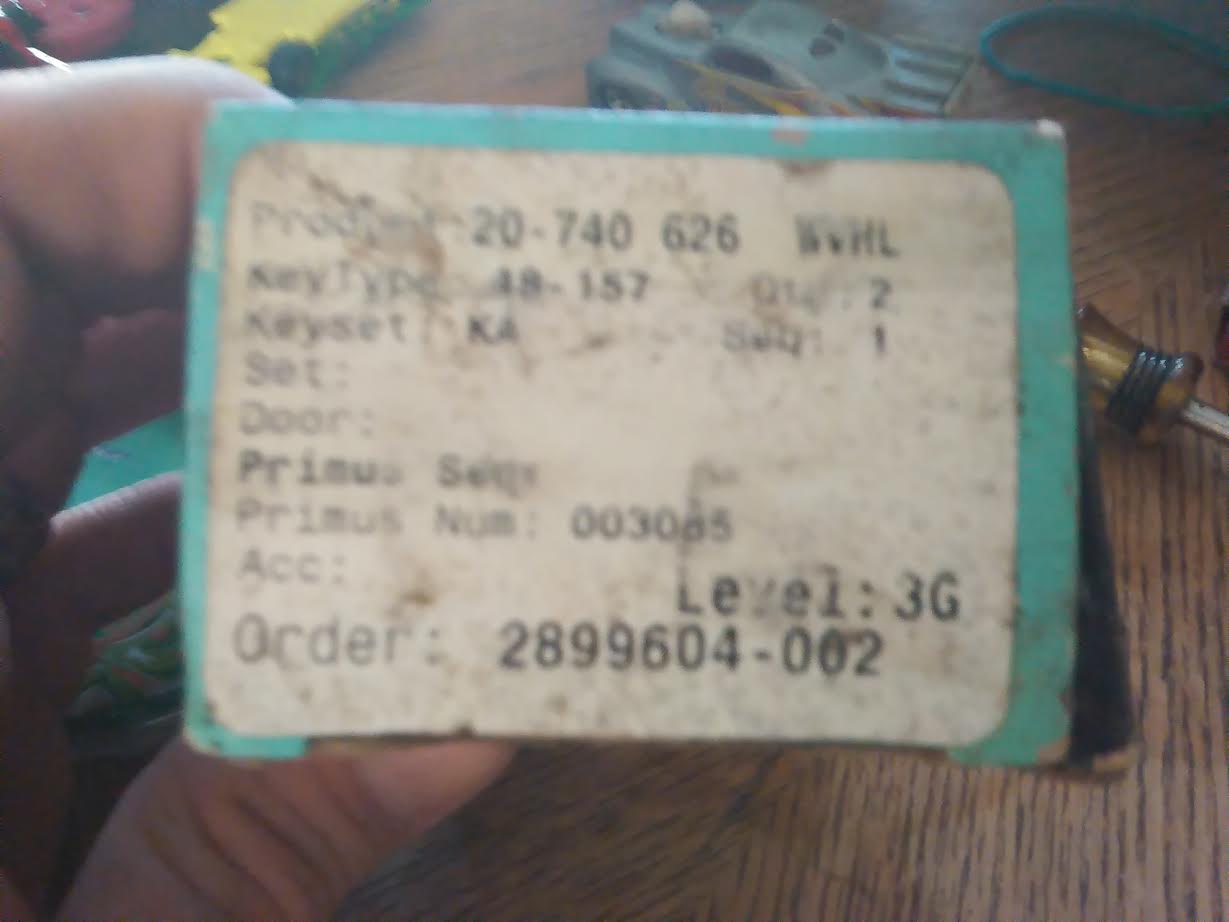 Product 20-740 626 WVHL
KeyType 48-157 Qty: 2
Keyset: KA Seq: 1
Set:
Door:
Primus Seq:
Primus Num: 003085
Acc:
Level: 3G
Order: 2899604-002